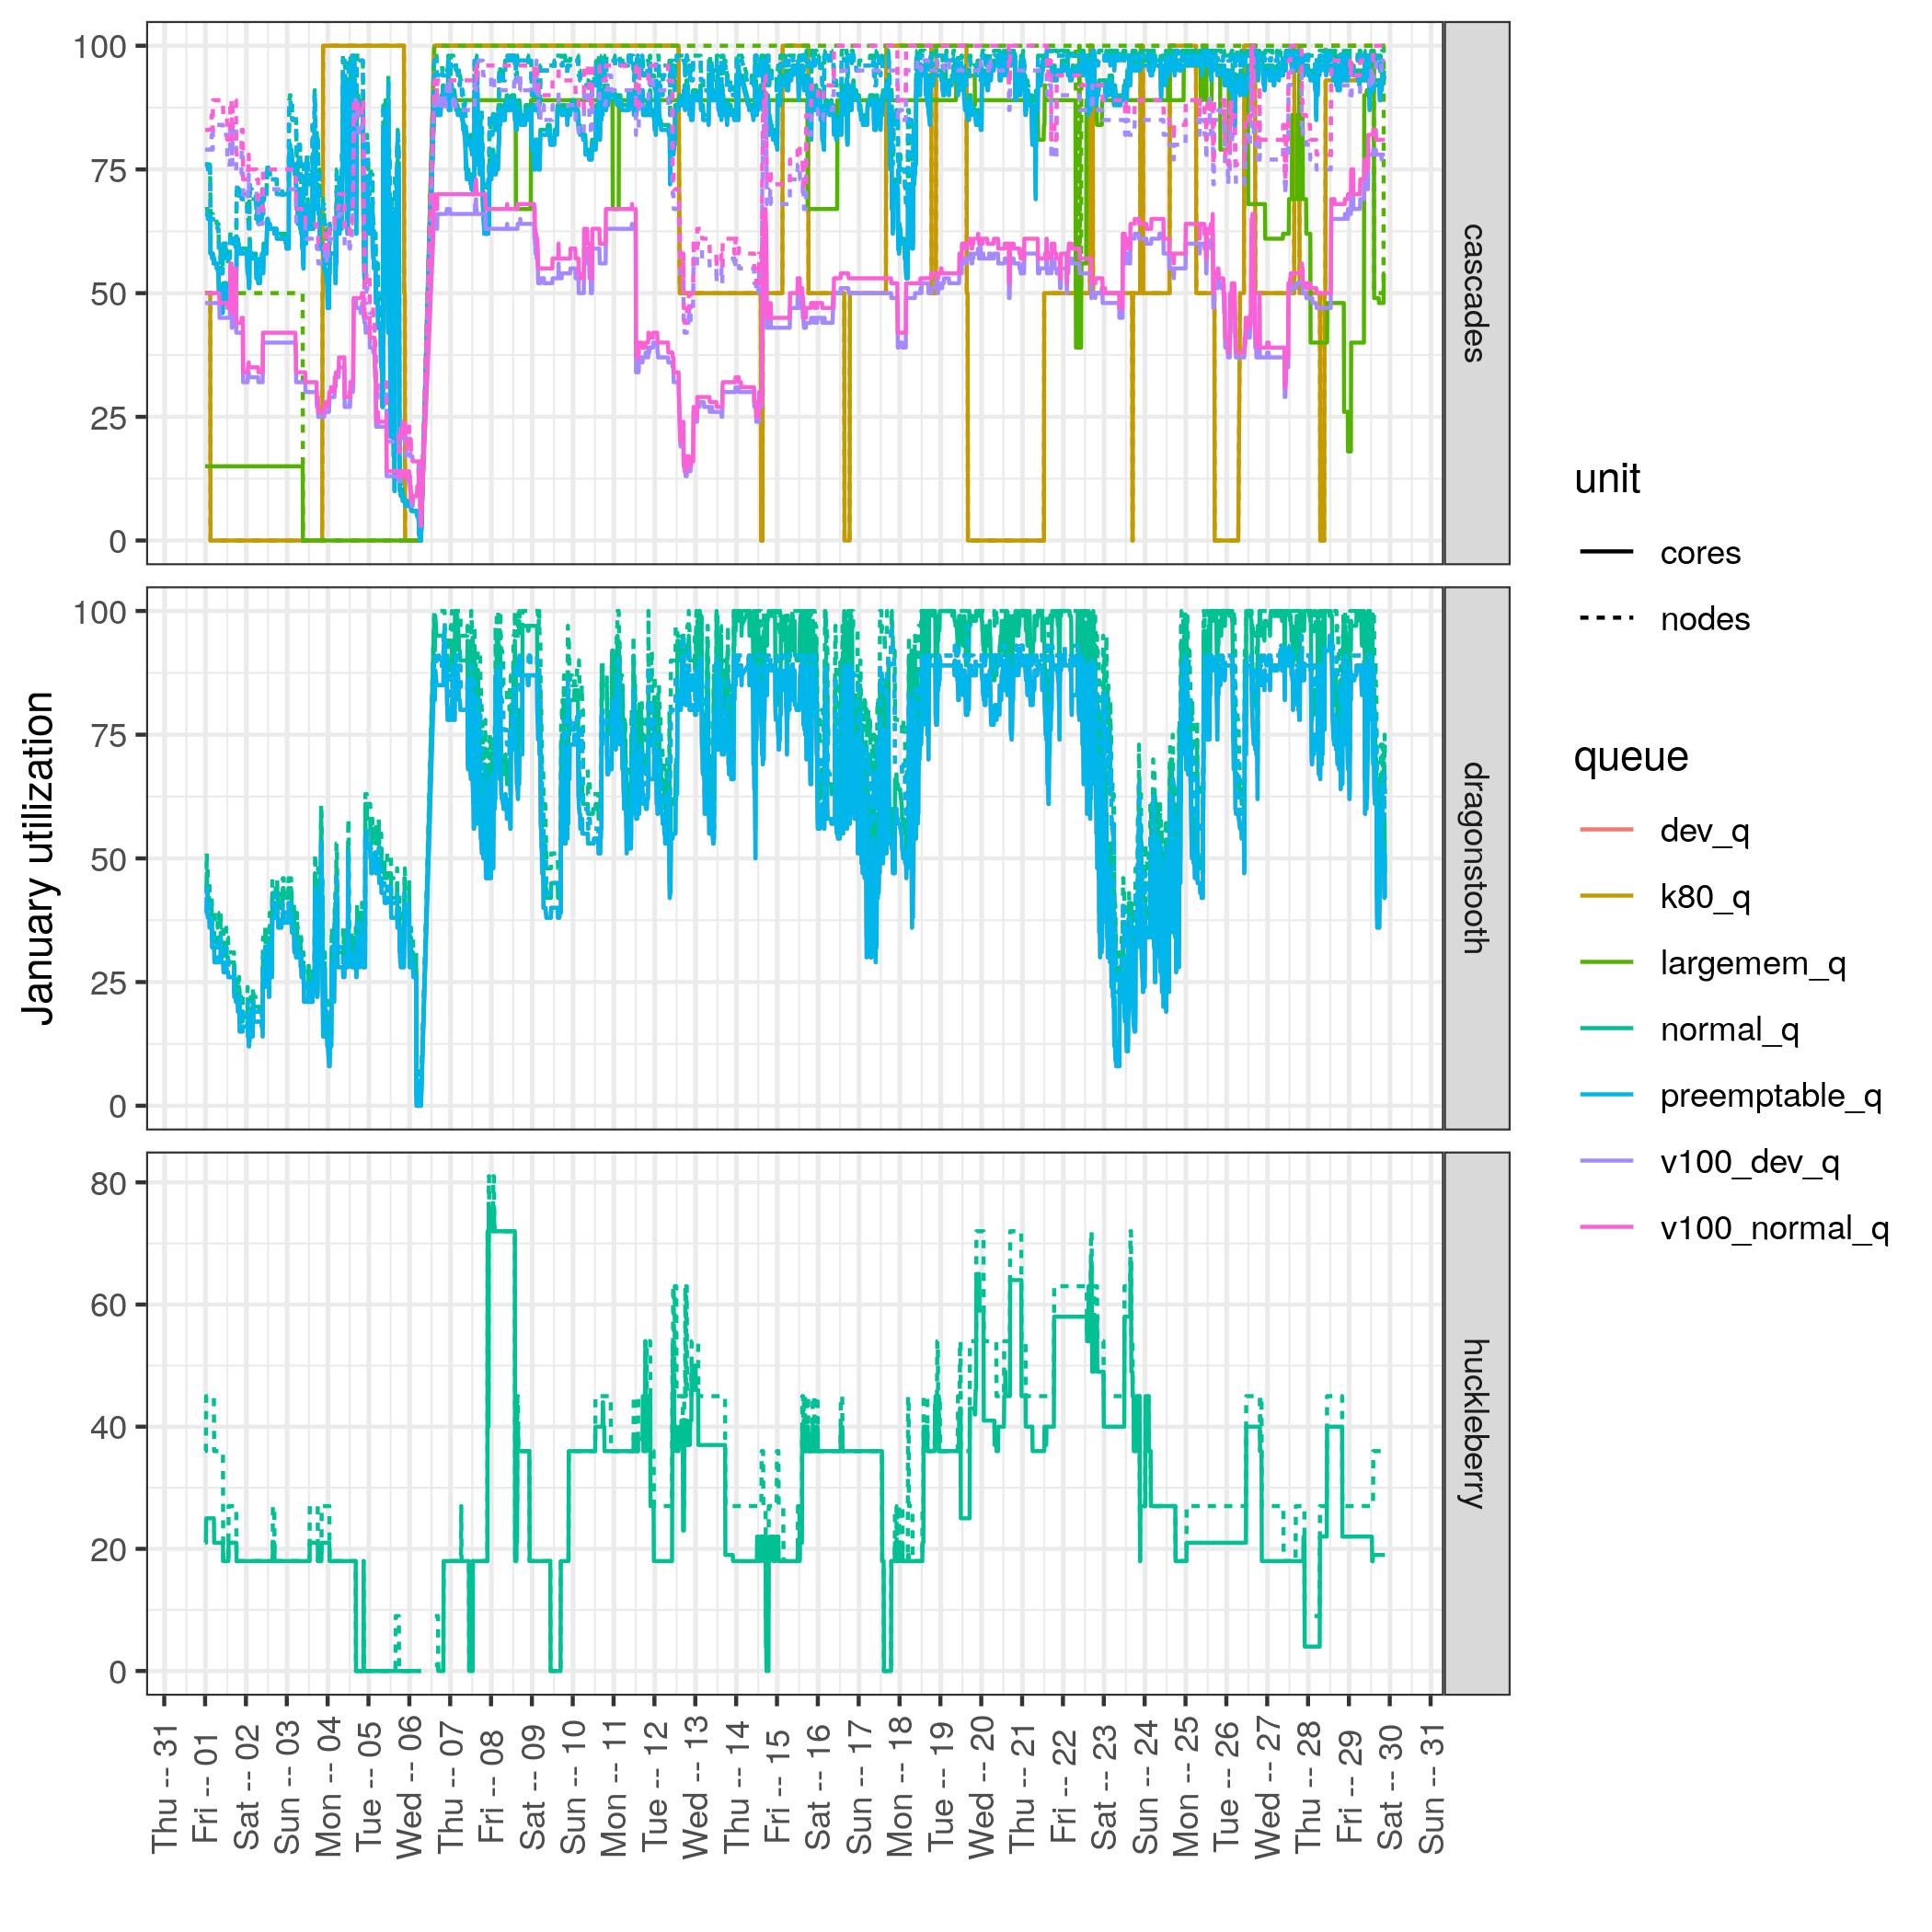 January utilization
100
75
50
25
0
cascades
100
75
50
25
0
dragonstooth
80
60
40
20
0
huckleberry
Thu -- 31
Fri -- 01
Sat -- 02
Sun -- 03
Mon -- 04
Tue -- 05
Wed -- 06
Thu -- 07
Fri -- 08
Sat -- 09
Sun -- 10
Mon -- 11
Tue -- 12
Wed -- 13
Thu -- 14
Fri -- 15
Sat -- 16
Sun -- 17
Mon -- 18
Tue -- 19
Wed -- 20
Thu -- 21
Fri -- 22
Sat -- 23
Sun -- 24
Mon -- 25
Tue -- 26
Wed -- 27
Thu -- 28
Fri -- 29
Sat -- 30
Sun -- 31
unit
cores
nodes
queue
dev_q
k80_q
largemem_q
normal_q
preemptable_q
v100_dev_q
v100_normal_q